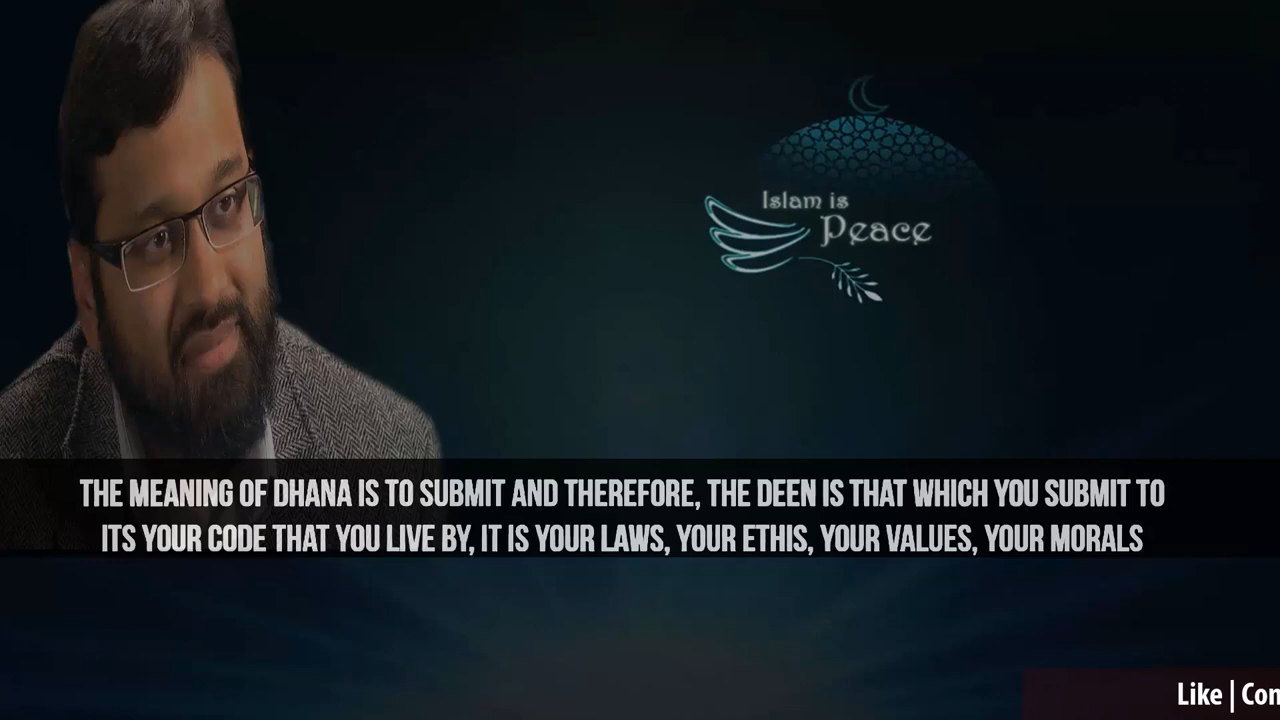 Islam is
Peace
THE MEANING OF DHANA IS TO SUBMIT AND THEREFORE, THE DEEN IS THAT WHICH YOU SUBMIT TO
ITS YOUR CODE THAT YOU LIVE BY, IT IS YOUR LAWS, YOUR ETHIS, YOUR VALUES, YOUR MORALS
Like |